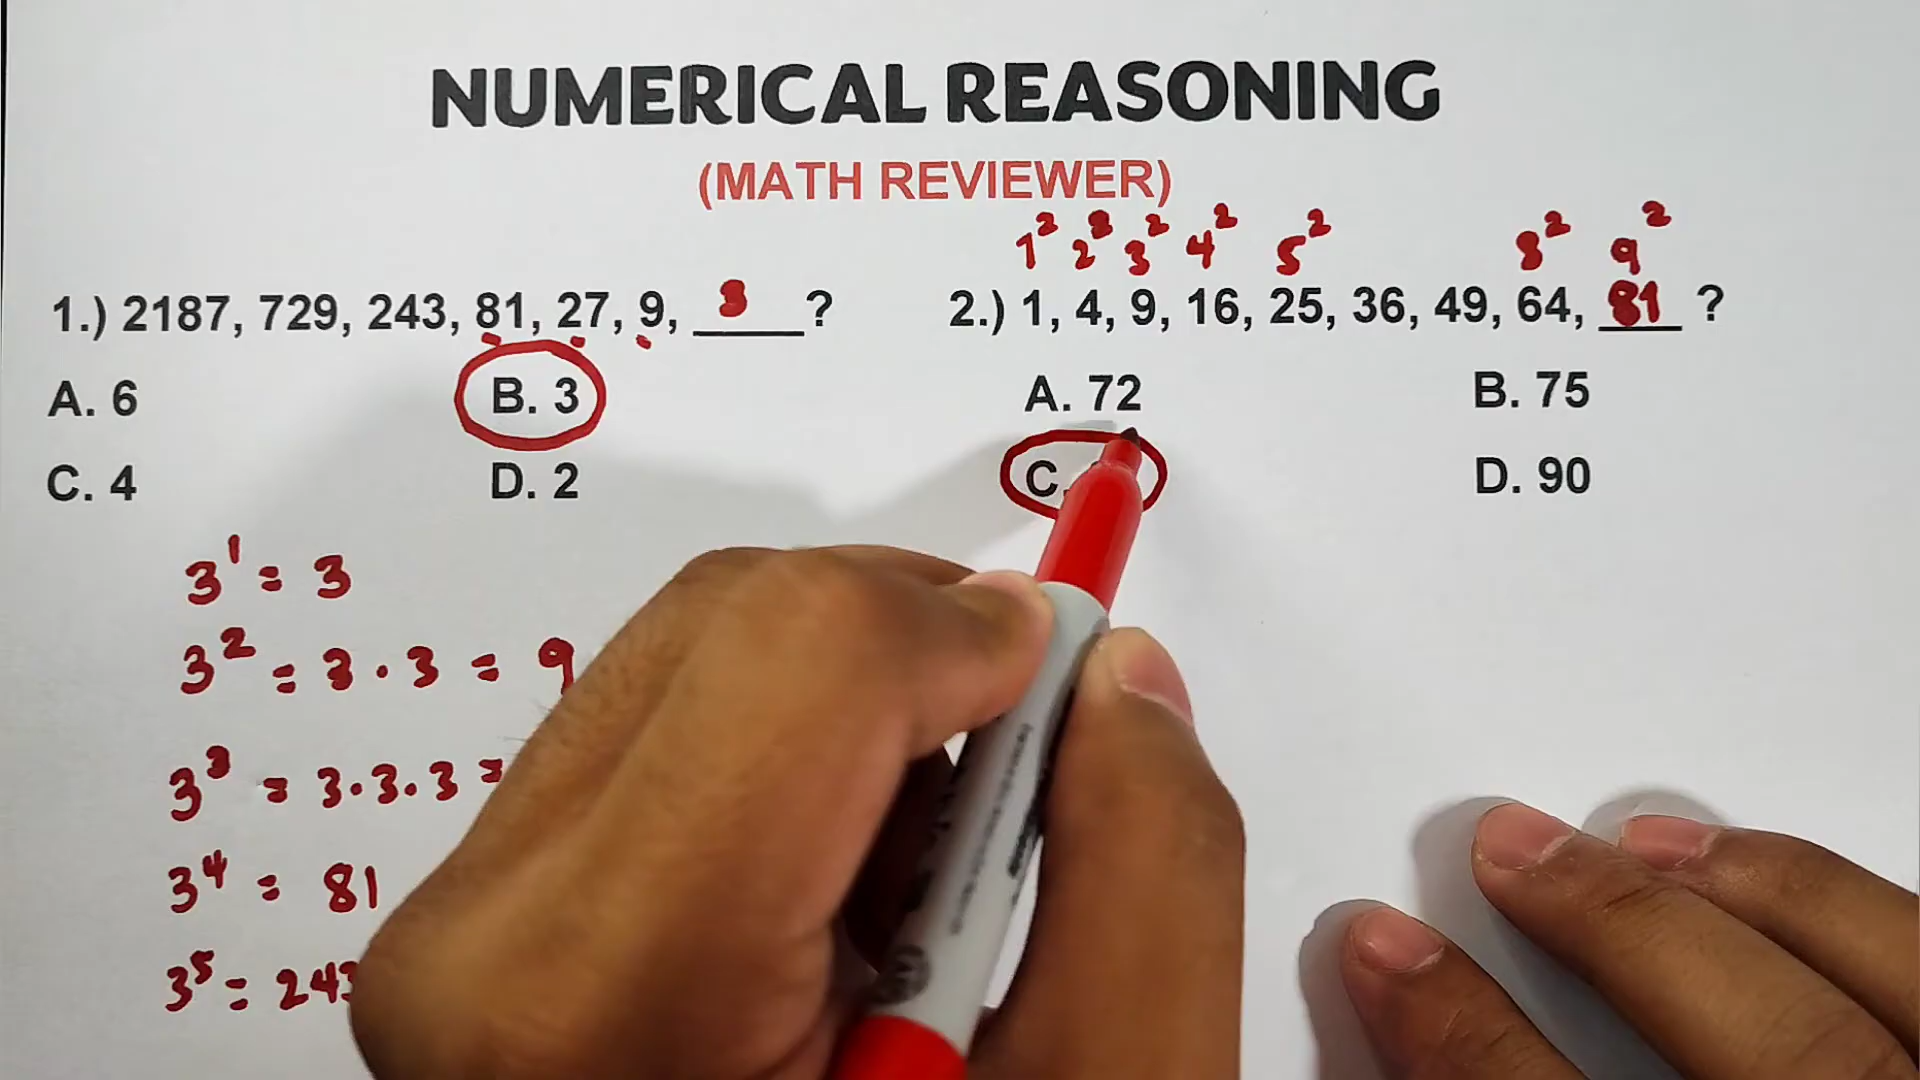 NUMERICAL REASONING
(MATH REVIEWER)
1.) 2187, 729, 243, 81, 27, 9, 3 ?
A. 6
B. 3
C. 4
D. 2
3¹ = 3
3² = 3 · 3 = 9
3³ = 3 · 3 · 3 =
3⁴ = 81
3⁵ = 243
1² 2² 3² 4² 5² 8² 9²
2.) 1, 4, 9, 16, 25, 36, 49, 64, 81 ?
A. 72
B. 75
C.
D. 90